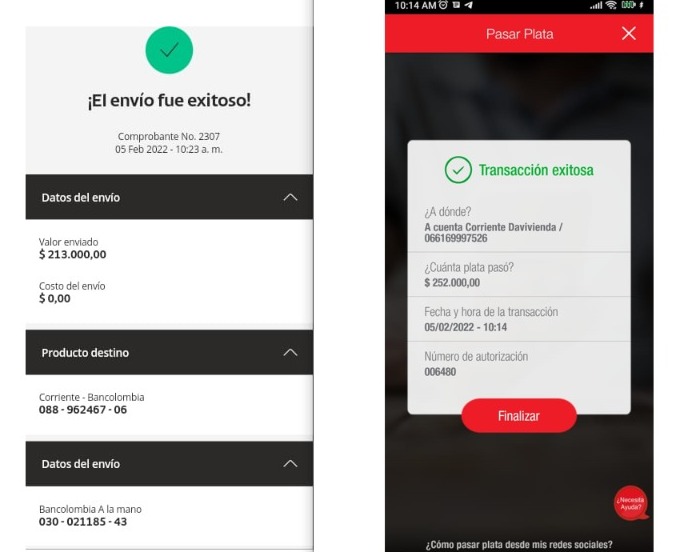 ¡El envío fue exitoso!
Comprobante No. 2307
05 Feb 2022 - 10:23 a. m.
Datos del envío
Valor enviado
$ 213.000,00
Costo del envío
$ 0,00
Producto destino
Corriente - Bancolombia
088 - 962467 - 06
Datos del envío
Bancolombia A la mano
030 - 021185 - 43
10:14 AM
Pasar Plata
Transacción exitosa
¿A dónde?
A cuenta Corriente Davivienda /
066169997526
¿Cuánta plata pasó?
$ 252.000,00
Fecha y hora de la transacción
05/02/2022 - 10:14
Número de autorización
006480
Finalizar
¿Necesita
Ayuda?
¿Cómo pasar plata desde mis redes sociales?